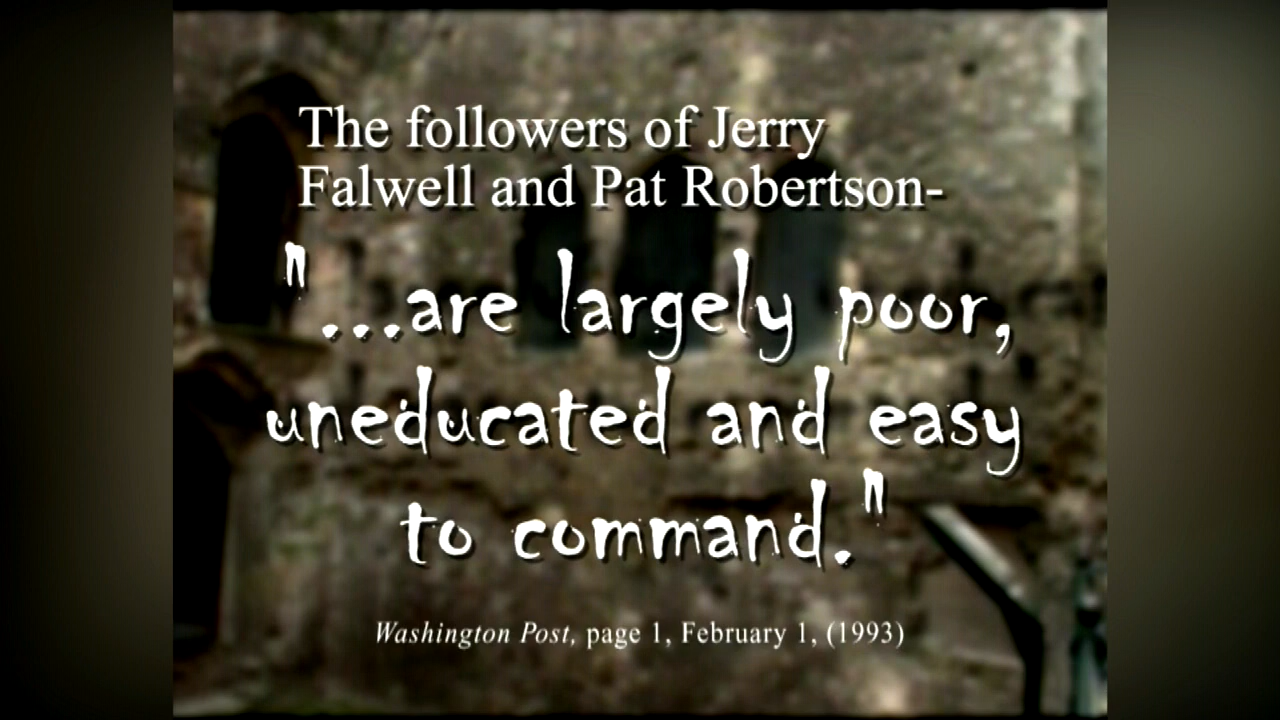 The followers of Jerry
Falwell and Pat Robertson-
"...are largely poor,
uneducated and easy
to command."
Washington Post, page 1, February 1, (1993)